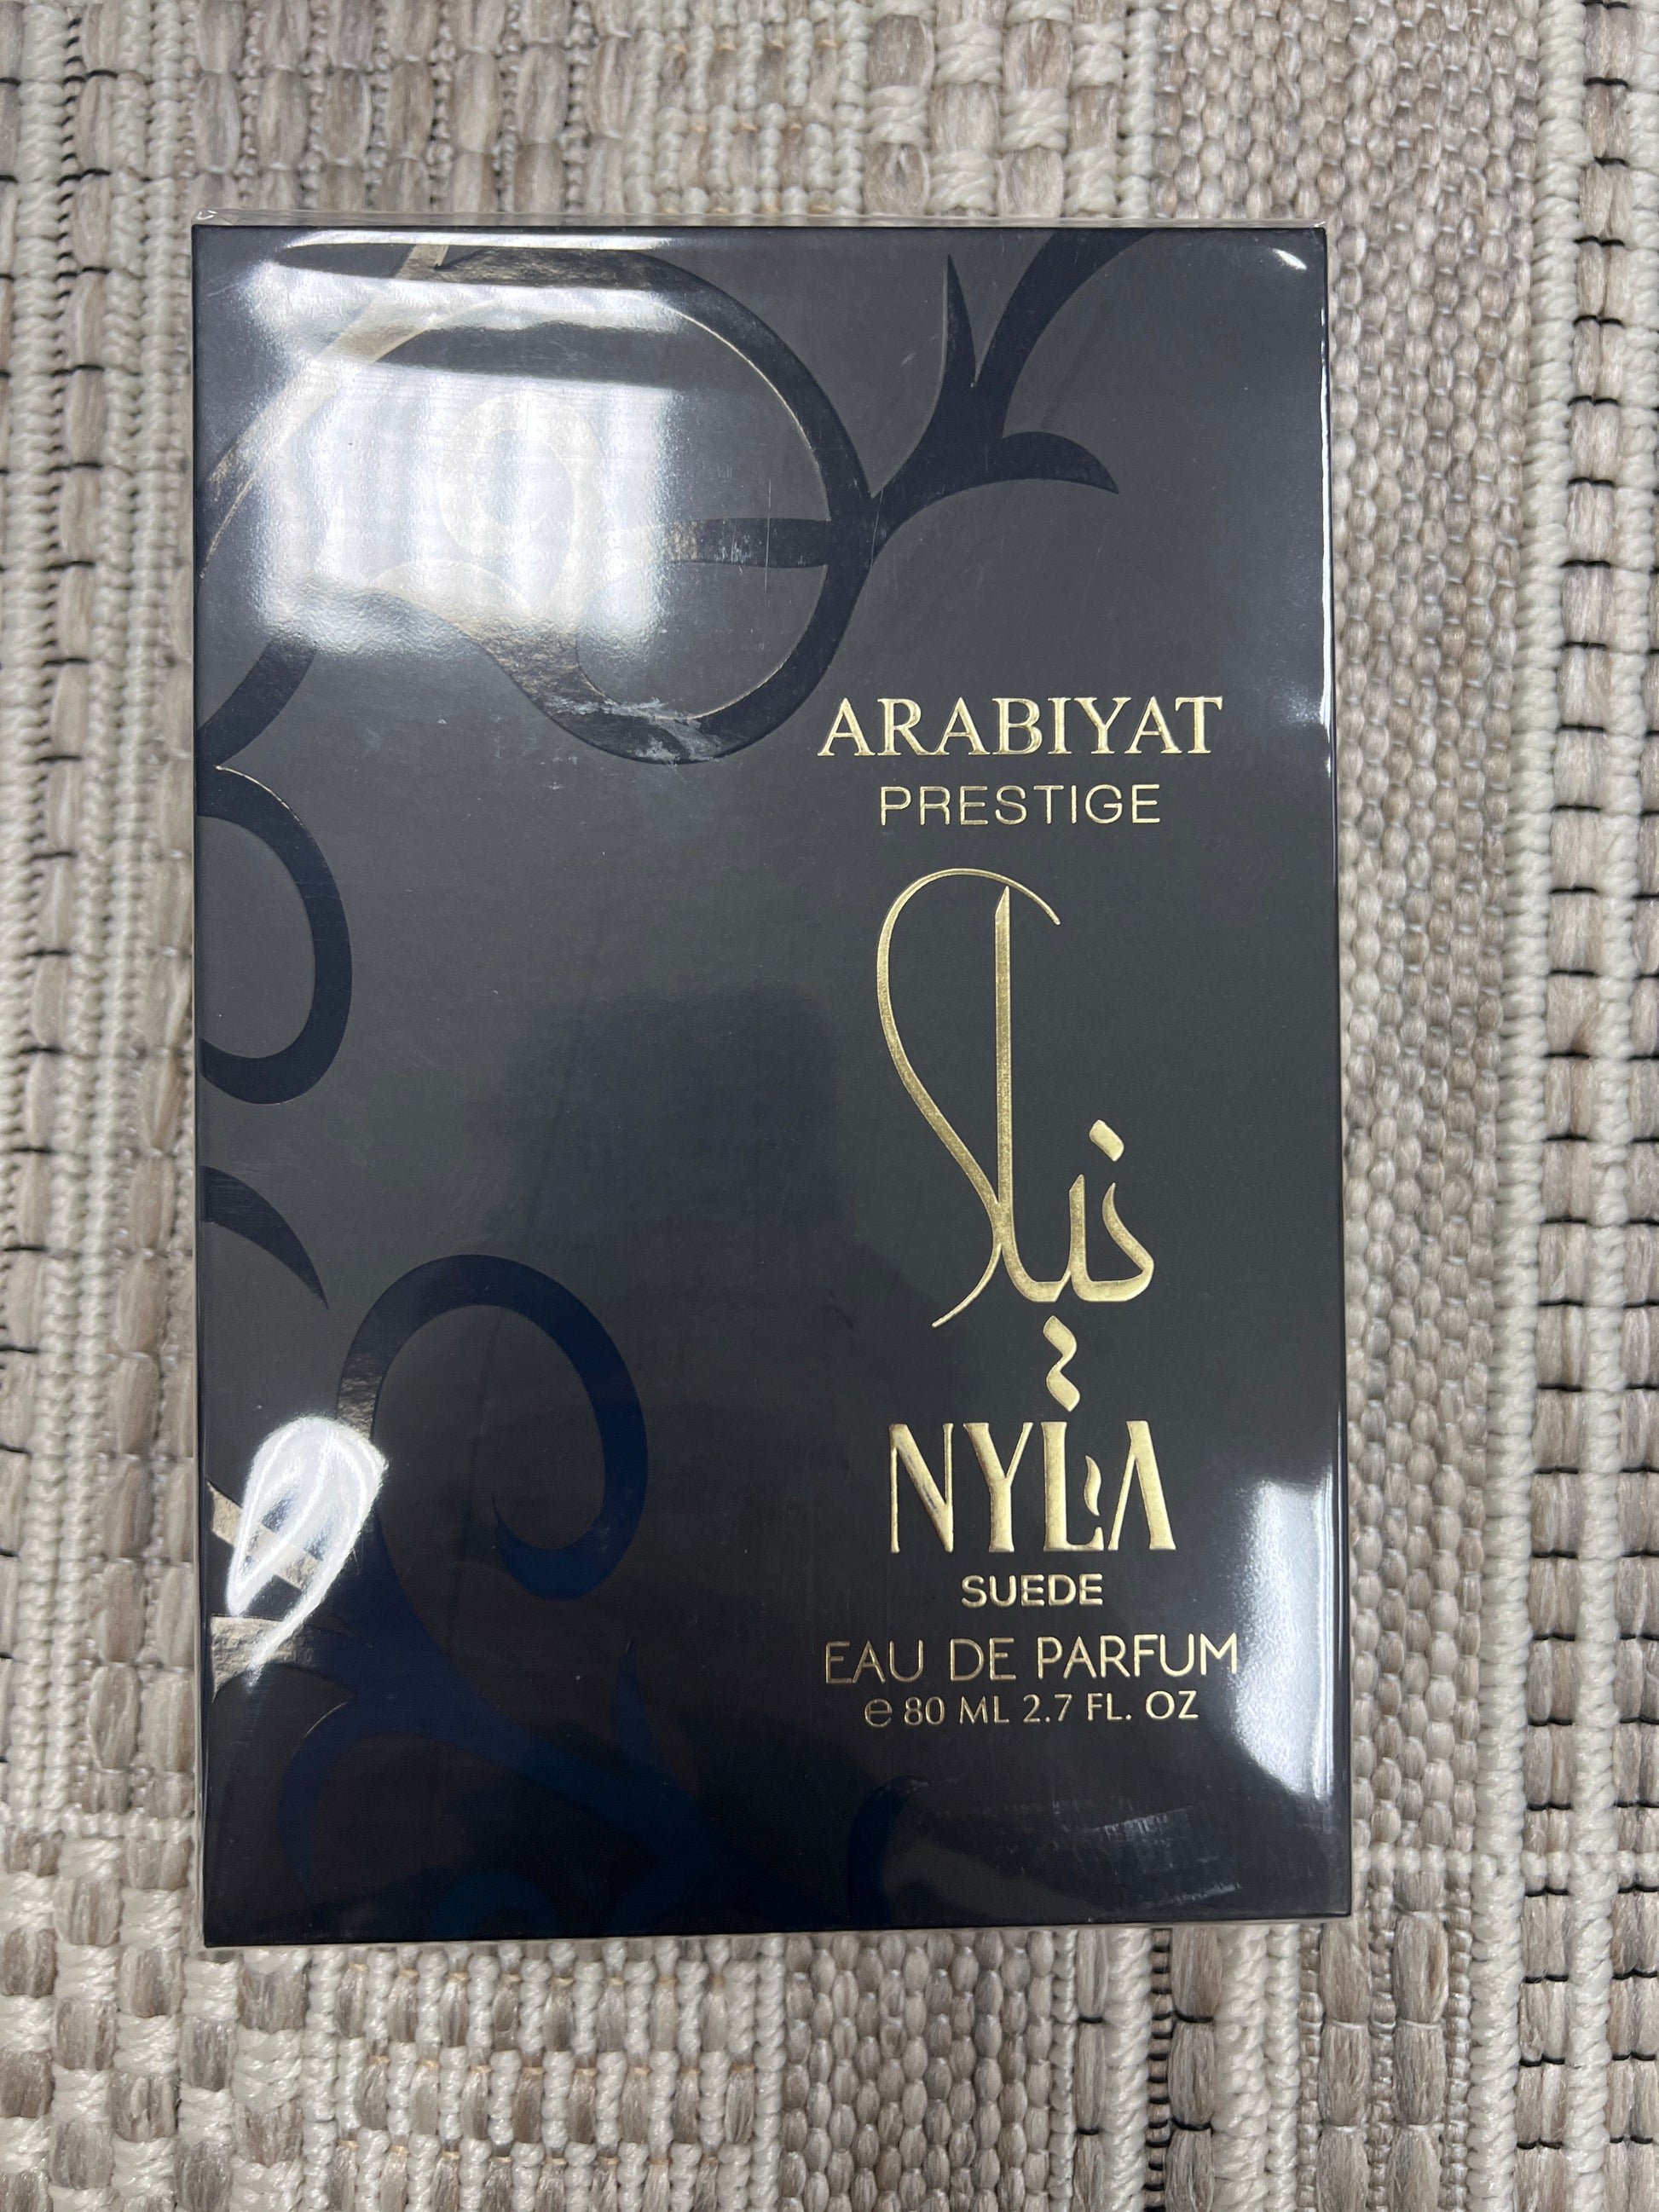 ARABIYAT
PRESTIGE
نيلا
NYLA
SUEDE
EAU DE PARFUM
℮ 80 ML 2.7 FL. OZ